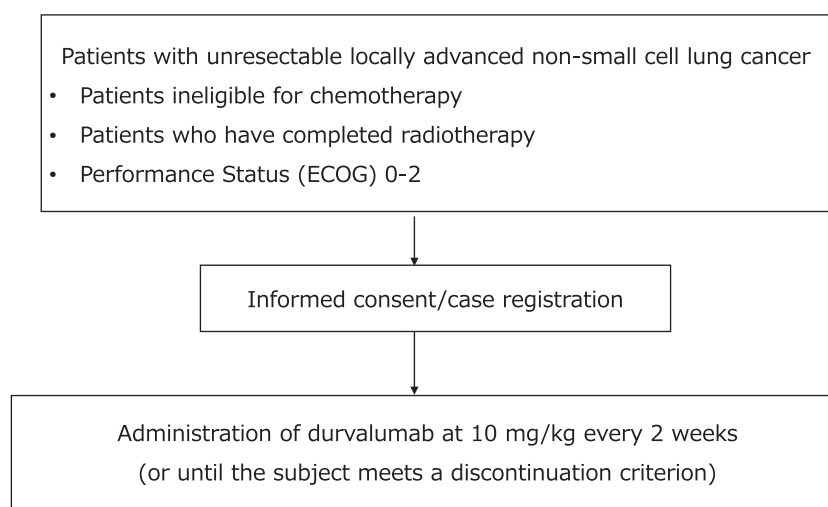 Patients with unresectable locally advanced non-small cell lung cancer
• Patients ineligible for chemotherapy
• Patients who have completed radiotherapy
• Performance Status (ECOG) 0-2
Informed consent/case registration
Administration of durvalumab at 10 mg/kg every 2 weeks
(or until the subject meets a discontinuation criterion)